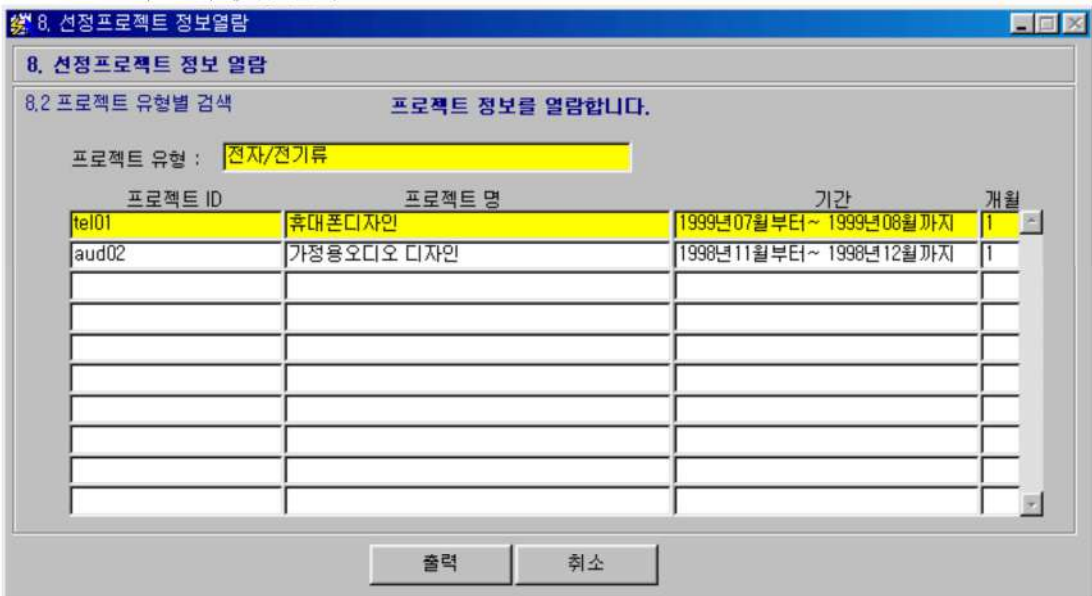 8. 선정프로젝트 정보열람
8. 선정프로젝트 정보 열람
8.2 프로젝트 유형별 검색 프로젝트 정보를 열람합니다.
프로젝트 유형 : 전자/전기류
프로젝트 ID 프로젝트 명 기간 개월
tel01 휴대폰디자인 1999년07월부터~ 1999년08월까지 1
aud02 가정용오디오 디자인 1998년11월부터~ 1998년12월까지 1
출력 취소